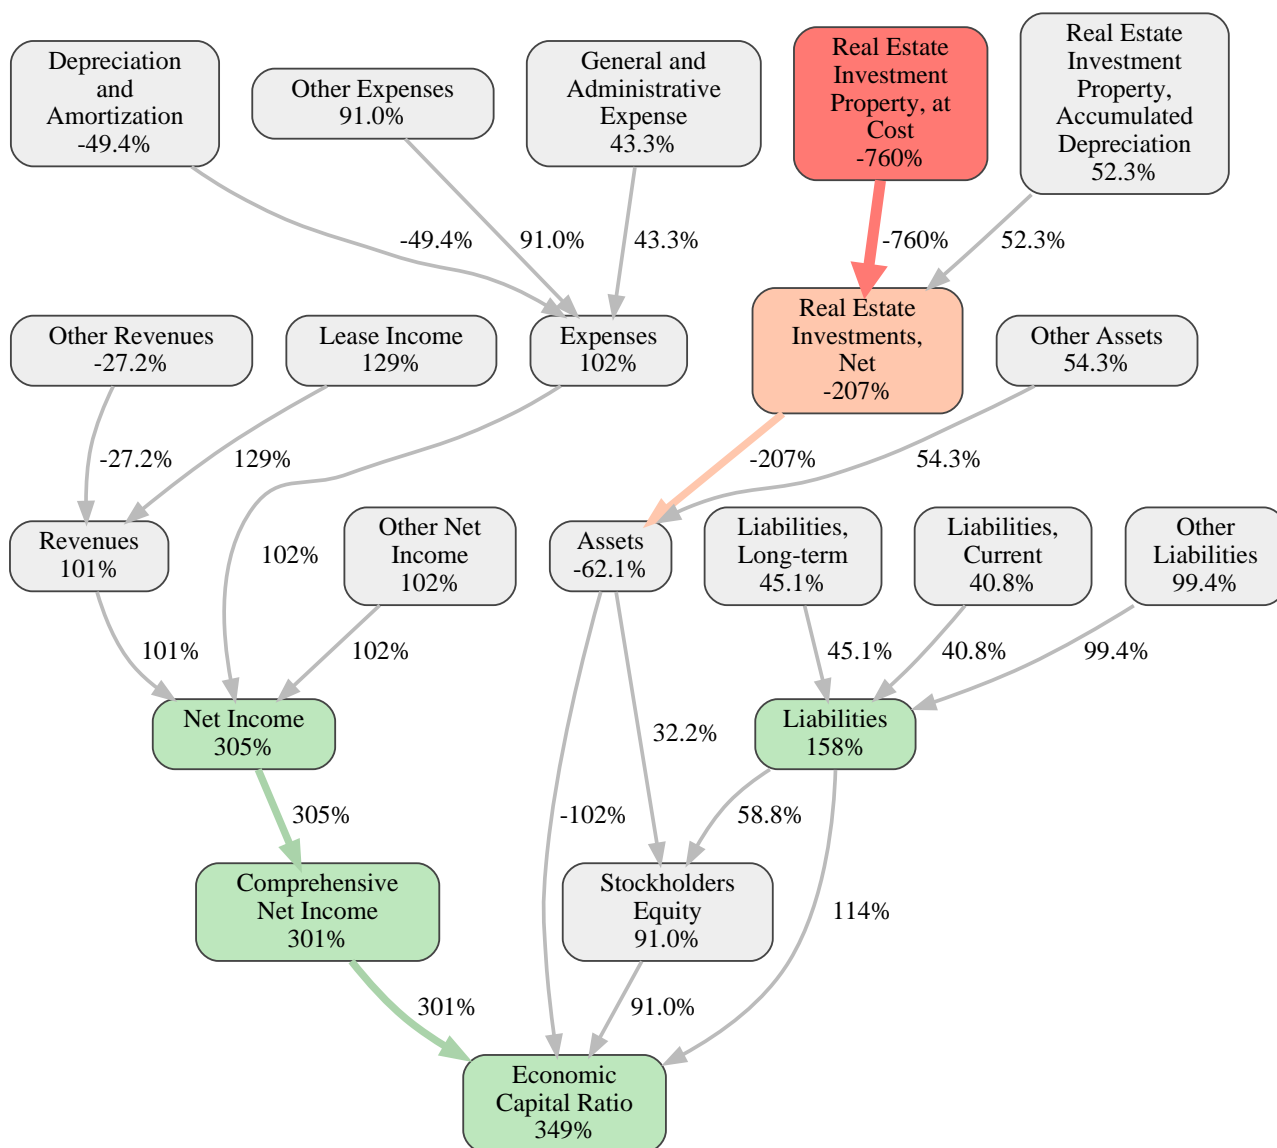 Depreciation
and
Amortization
-49.4%
Other Expenses
91.0%
General and
Administrative
Expense
43.3%
Real Estate
Investment
Property, at
Cost
-760%
Real Estate
Investment
Property,
Accumulated
Depreciation
52.3%
-49.4%
91.0%
43.3%
-760%
52.3%
Other Revenues
-27.2%
Lease Income
129%
Expenses
102%
Real Estate
Investments,
Net
-207%
Other Assets
54.3%
-27.2%
129%
-207%
54.3%
Revenues
101%
102%
Other Net
Income
102%
Assets
-62.1%
Liabilities,
Long-term
45.1%
Liabilities,
Current
40.8%
Other
Liabilities
99.4%
101%
102%
45.1%
40.8%
99.4%
Net Income
305%
32.2%
Liabilities
158%
305%
-102%
58.8%
Comprehensive
Net Income
301%
Stockholders
Equity
91.0%
114%
301%
91.0%
Economic
Capital Ratio
349%